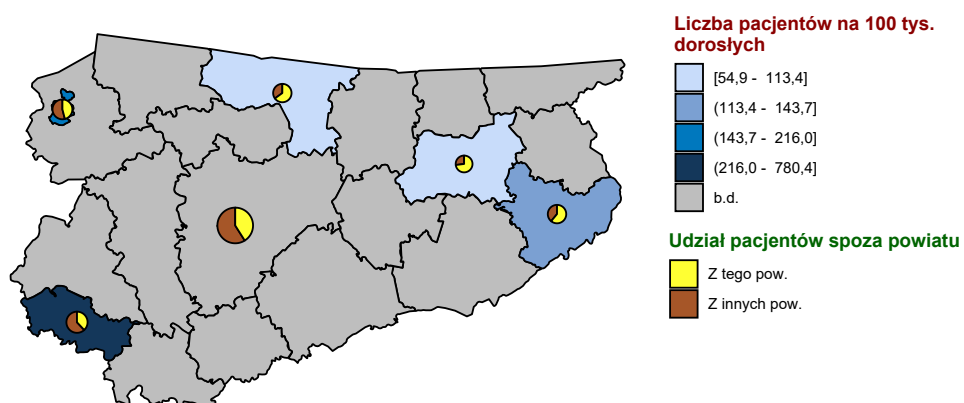 Liczba pacjentów na 100 tys.
dorosłych
[54,9 - 113,4]
(113,4 - 143,7]
(143,7 - 216,0]
(216,0 - 780,4]
b.d.
Udział pacjentów spoza powiatu
Z tego pow.
Z innych pow.